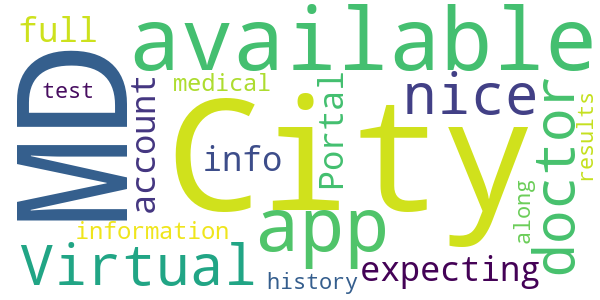 full
available
MD
test
account
medical
City
nice
info
Portal
doctor
results
app
along
information
Virtual
history
expecting